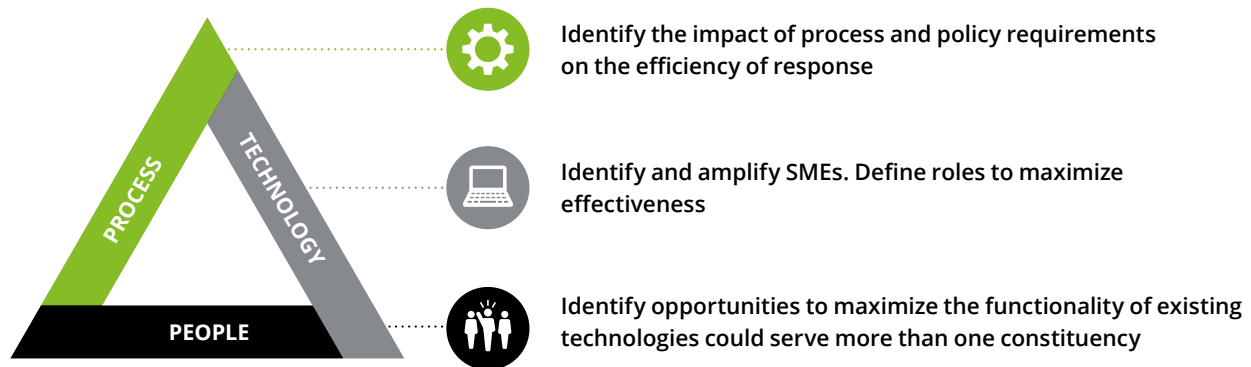 PROCESS
TECHNOLOGY
PEOPLE
Identify the impact of process and policy requirements
on the efficiency of response
Identify and amplify SMEs. Define roles to maximize
effectiveness
Identify opportunities to maximize the functionality of existing
technologies could serve more than one constituency